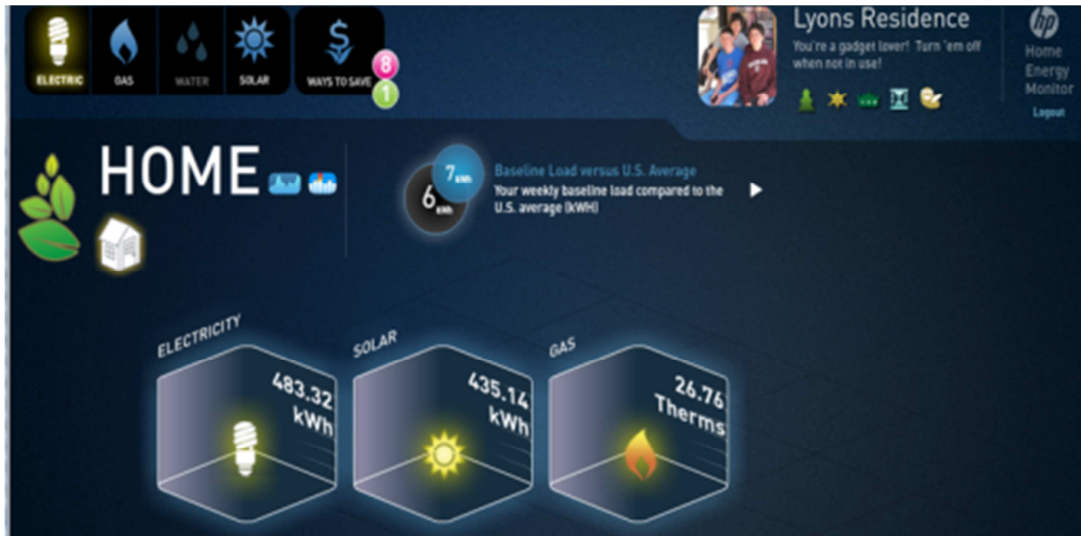 ELECTRIC
GAS
WATER
SOLAR
WAYS TO SAVE
8
1
Lyons Residence
You're a gadget lover! Turn 'em off
when not in use!
hp
Home
Energy
Monitor
Logout
HOME
7 kWh
6 kWh
Baseline Load versus U.S. Average
Your weekly baseline load compared to the
U.S. average (kWH)
ELECTRICITY
483.32
kWh
SOLAR
435.14
kWh
GAS
26.76
Therms